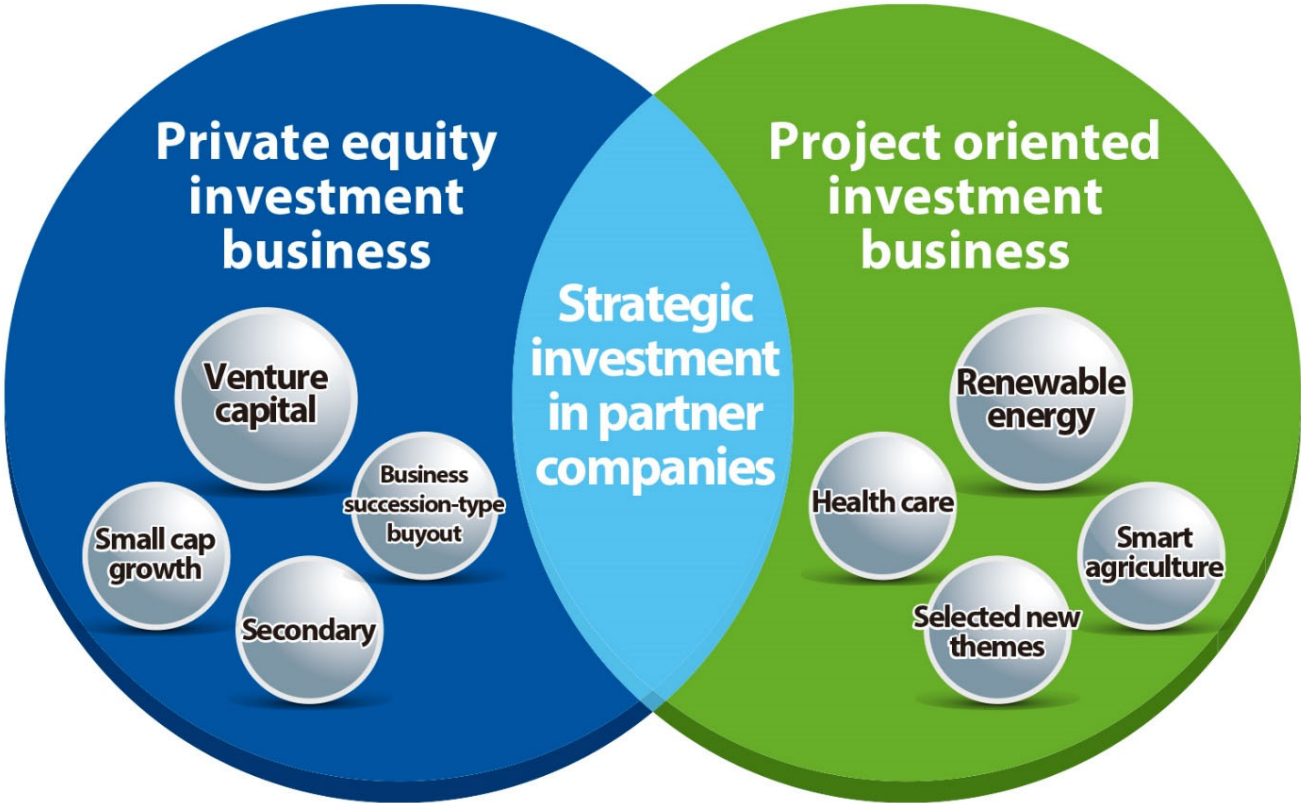 Private equity
investment
business
Venture
capital
Business
succession-type
buyout
Small cap
growth
Secondary
Strategic
investment
in partner
companies
Project oriented
investment
business
Renewable
energy
Health care
Smart
agriculture
Selected new
themes